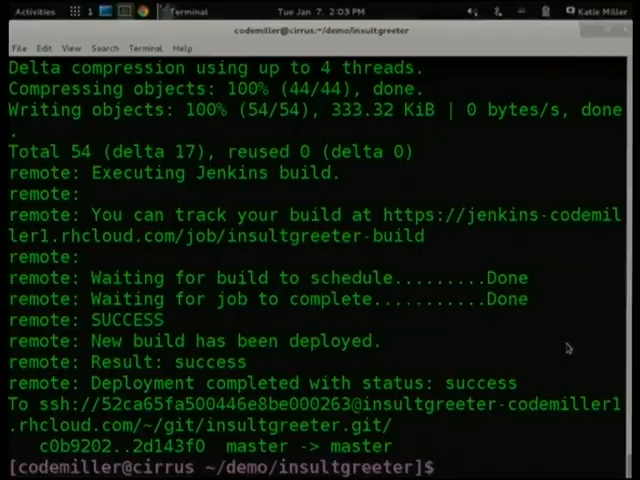 Activities 1 Terminal Tue Jan 7, 2:03 PM Katie Miller
codemiller@cirrus:~/demo/insultgreeter
File Edit View Search Terminal Help
Delta compression using up to 4 threads.
Compressing objects: 100% (44/44), done.
Writing objects: 100% (54/54), 333.32 KiB | 0 bytes/s, done
.
Total 54 (delta 17), reused 0 (delta 0)
remote: Executing Jenkins build.
remote:
remote: You can track your build at https://jenkins-codemil
ler1.rhcloud.com/job/insultgreeter-build
remote:
remote: Waiting for build to schedule.........Done
remote: Waiting for job to complete...........Done
remote: SUCCESS
remote: New build has been deployed.
remote: Result: success
remote: Deployment completed with status: success
To ssh://52ca65fa500446e8be000263@insultgreeter-codemiller1
.rhcloud.com/~/git/insultgreeter.git/
c0b9202..2d143f0 master -> master
[codemiller@cirrus ~/demo/insultgreeter]$